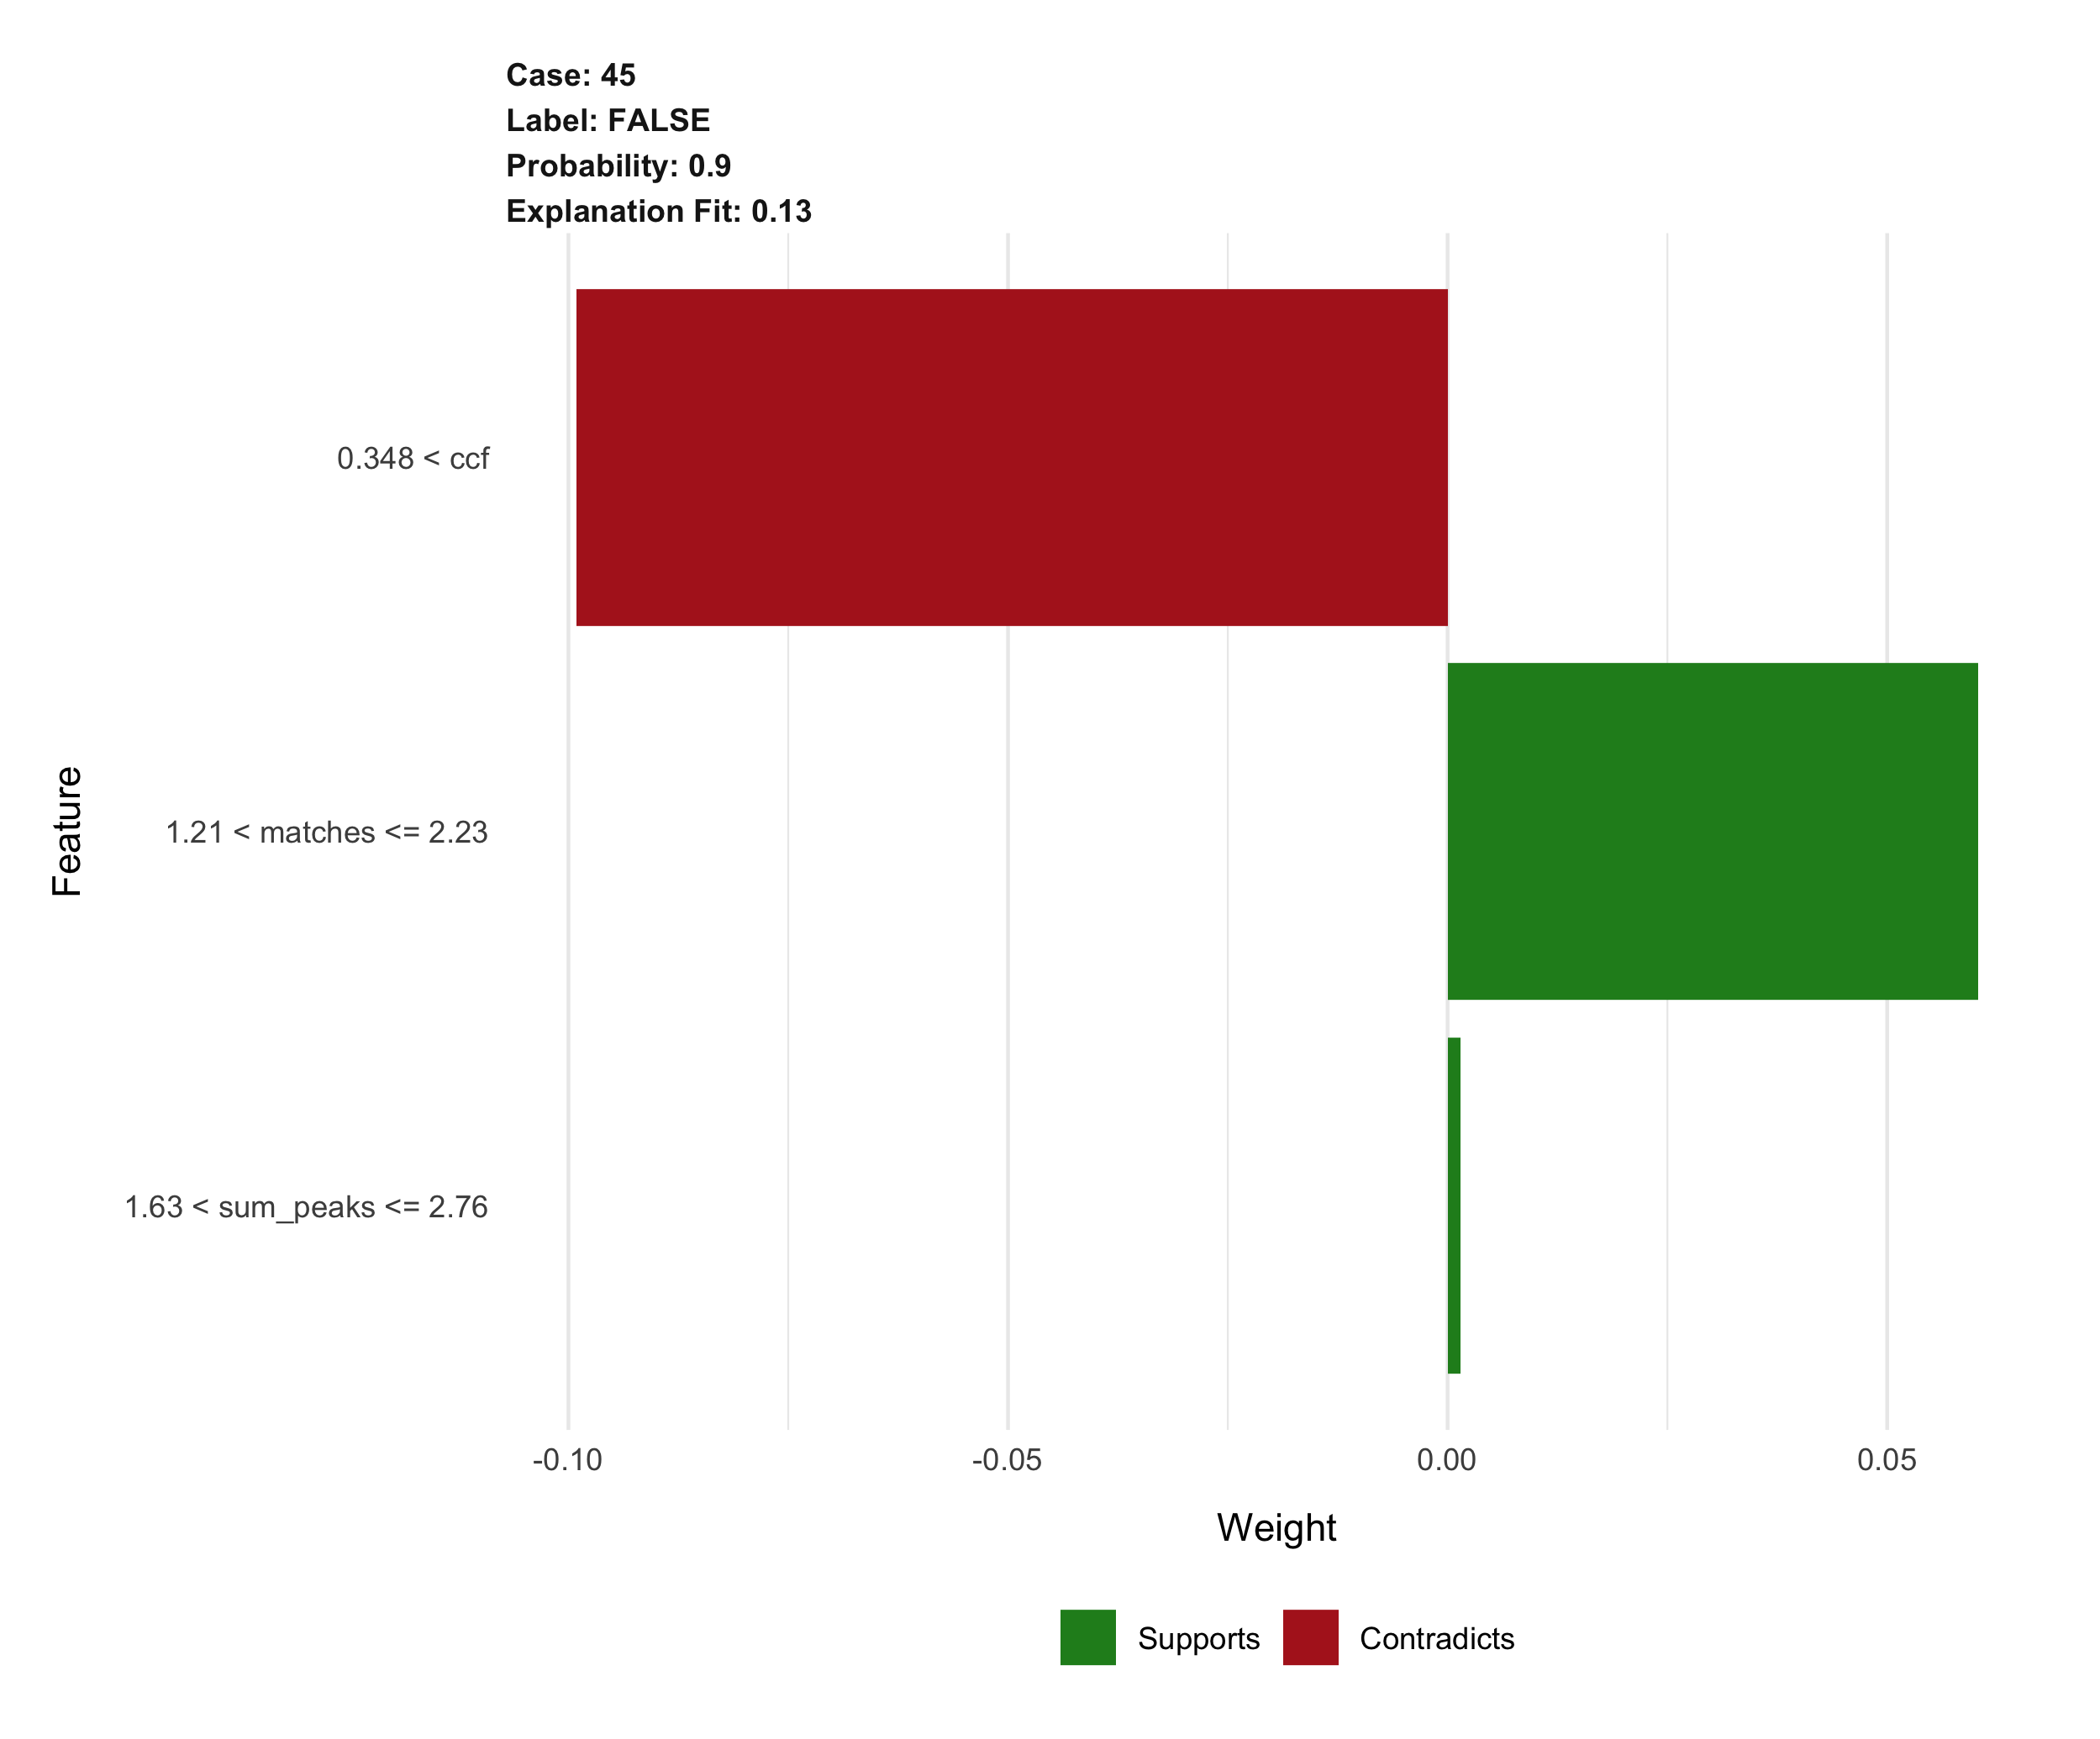 Case: 45
Label: FALSE
Probability: 0.9
Explanation Fit: 0.13
Feature
0.348 < ccf
1.21 < matches <= 2.23
1.63 < sum_peaks <= 2.76
-0.10 -0.05 0.00 0.05
Weight
Supports Contradicts